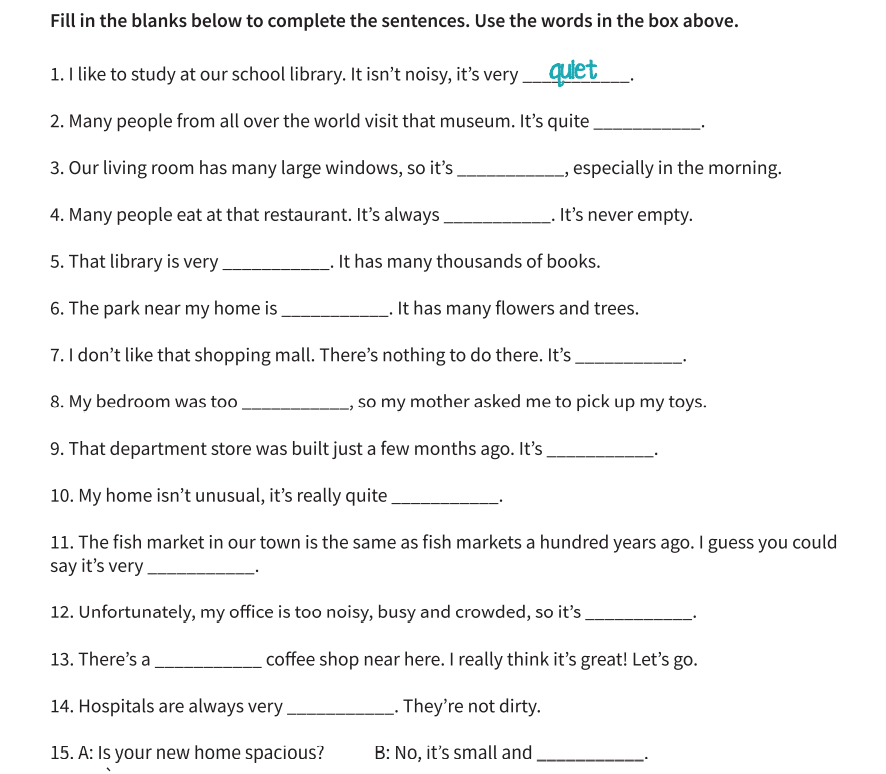 Fill in the blanks below to complete the sentences. Use the words in the box above.
1. I like to study at our school library. It isn’t noisy, it’s very ___quiet___.
2. Many people from all over the world visit that museum. It’s quite ___________.
3. Our living room has many large windows, so it’s ___________, especially in the morning.
4. Many people eat at that restaurant. It’s always ___________. It’s never empty.
5. That library is very ___________. It has many thousands of books.
6. The park near my home is ___________. It has many flowers and trees.
7. I don’t like that shopping mall. There’s nothing to do there. It’s ___________.
8. My bedroom was too ___________, so my mother asked me to pick up my toys.
9. That department store was built just a few months ago. It’s ___________.
10. My home isn’t unusual, it’s really quite ___________.
11. The fish market in our town is the same as fish markets a hundred years ago. I guess you could
say it’s very ___________.
12. Unfortunately, my office is too noisy, busy and crowded, so it’s ___________.
13. There’s a ___________ coffee shop near here. I really think it’s great! Let’s go.
14. Hospitals are always very ___________. They’re not dirty.
15. A: Is your new home spacious? B: No, it’s small and ___________.